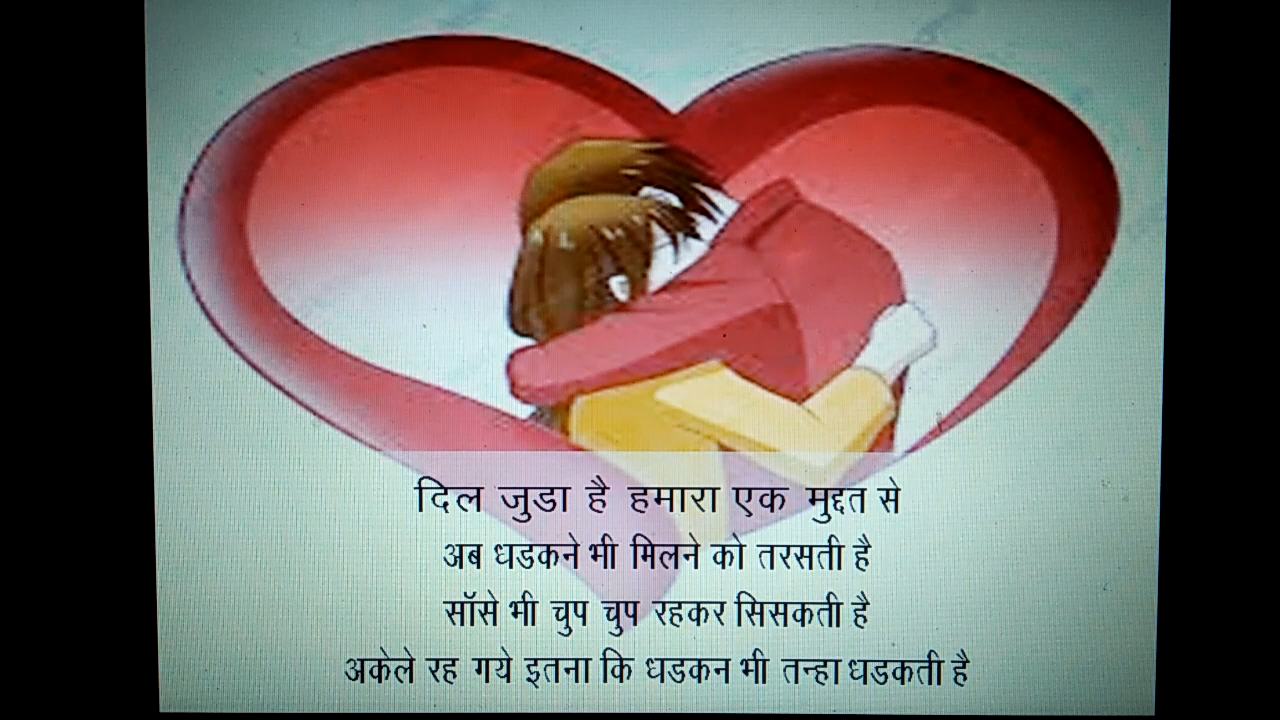 दिल जुडा है हमारा एक मुद्दत से
अब धडकने भी मिलने को तरसती है
सॉसे भी चुप चुप रहकर सिसकती है
अकेले रह गये इतना कि धडकन भी तन्हा धडकती है